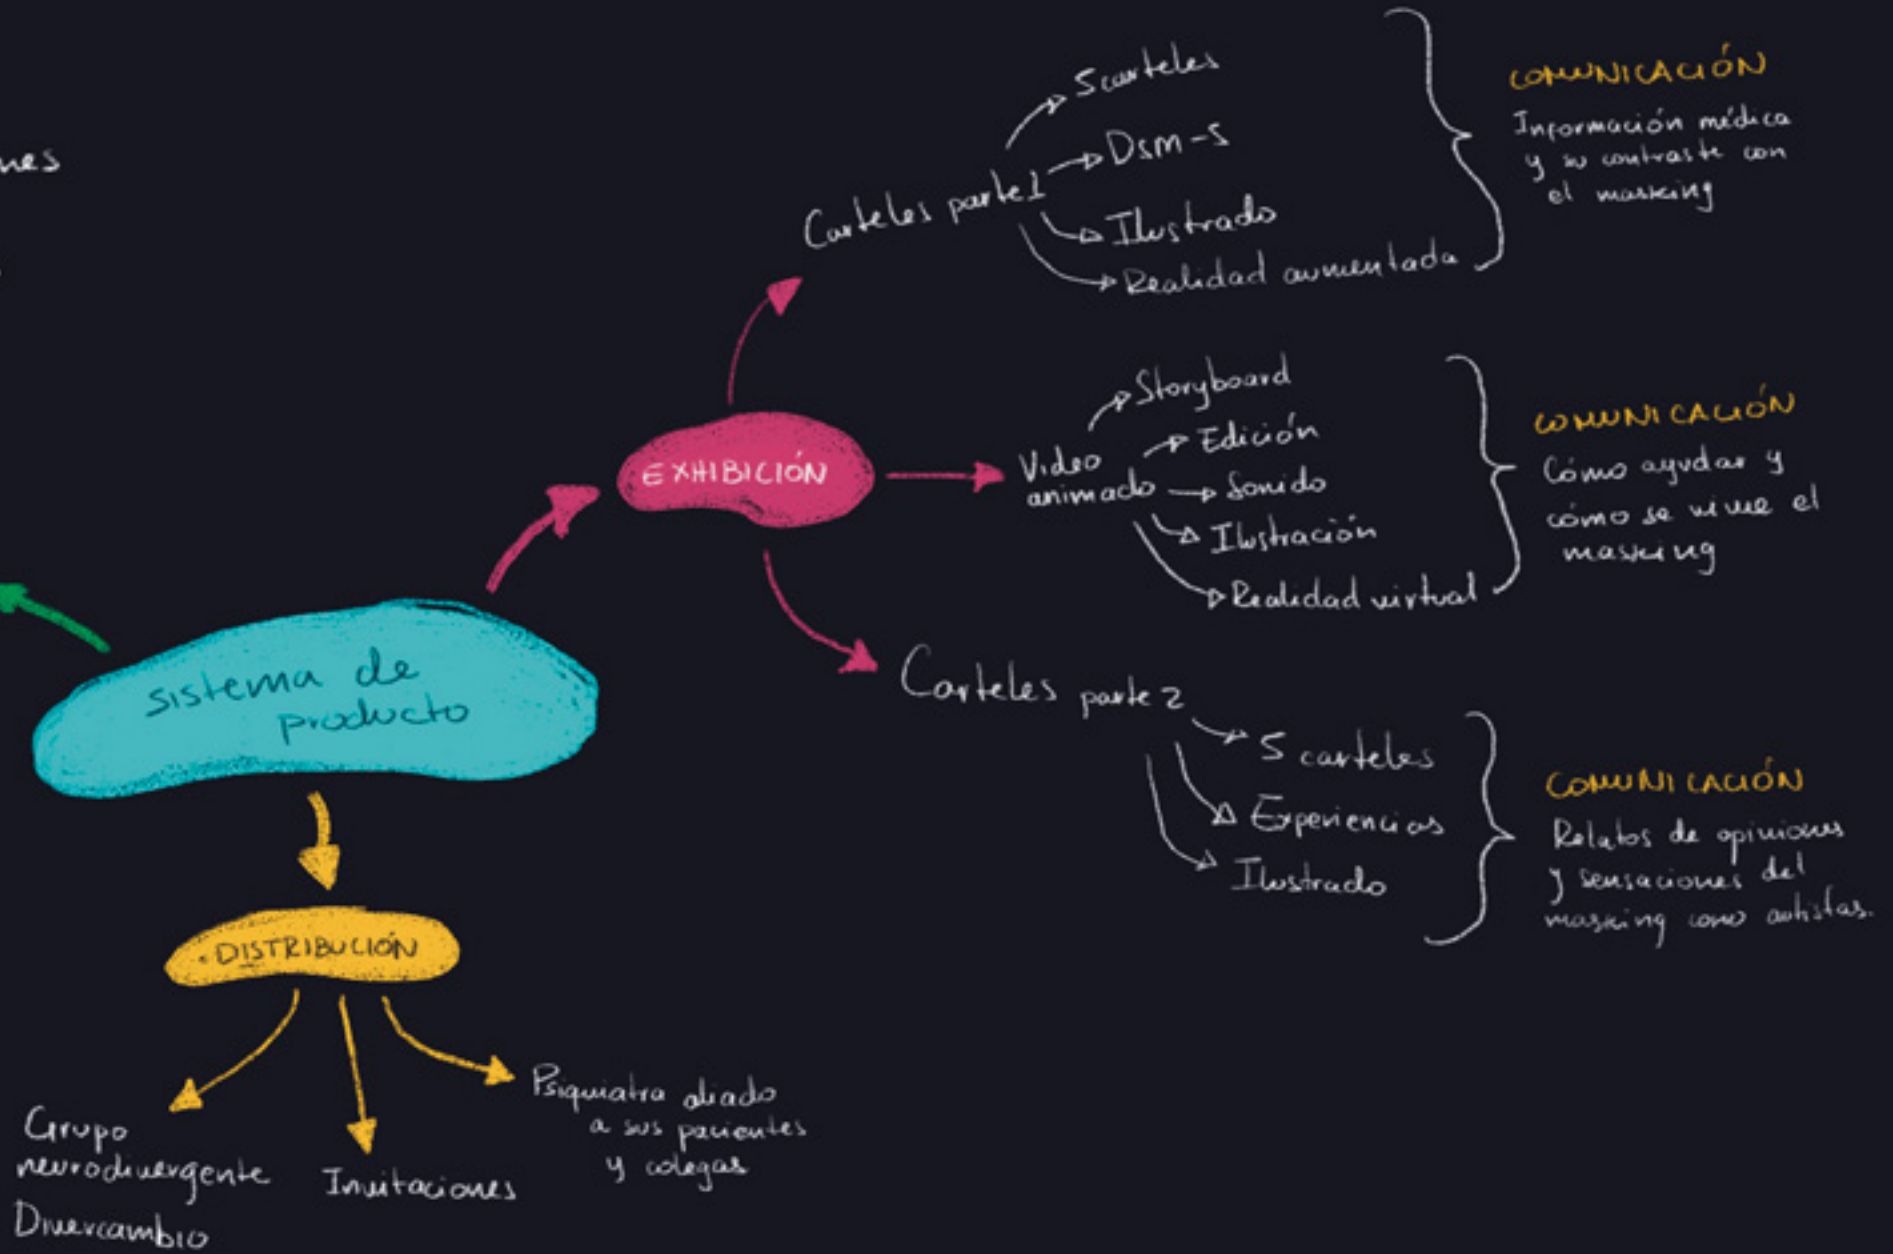 nes
5 carteles
Dsm-5
Carteles parte 1
Ilustrado
Realidad aumentada
COMUNICACIÓN
Información médica
y su contraste con
el masking
EXHIBICIÓN
Storyboard
Edición
Video
animado
Sonido
Ilustración
Realidad virtual
COMUNICACIÓN
Cómo ayudar y
cómo se vive el
masking
Carteles parte 2
5 carteles
Experiencias
Ilustrado
COMUNICACIÓN
Relatos de opiniones
y sensaciones del
masking como autistas.
sistema de
producto
DISTRIBUCIÓN
Grupo
neurodivergente
Divercambio
Invitaciones
Psiquiatra aliado
a sus pacientes
y colegas